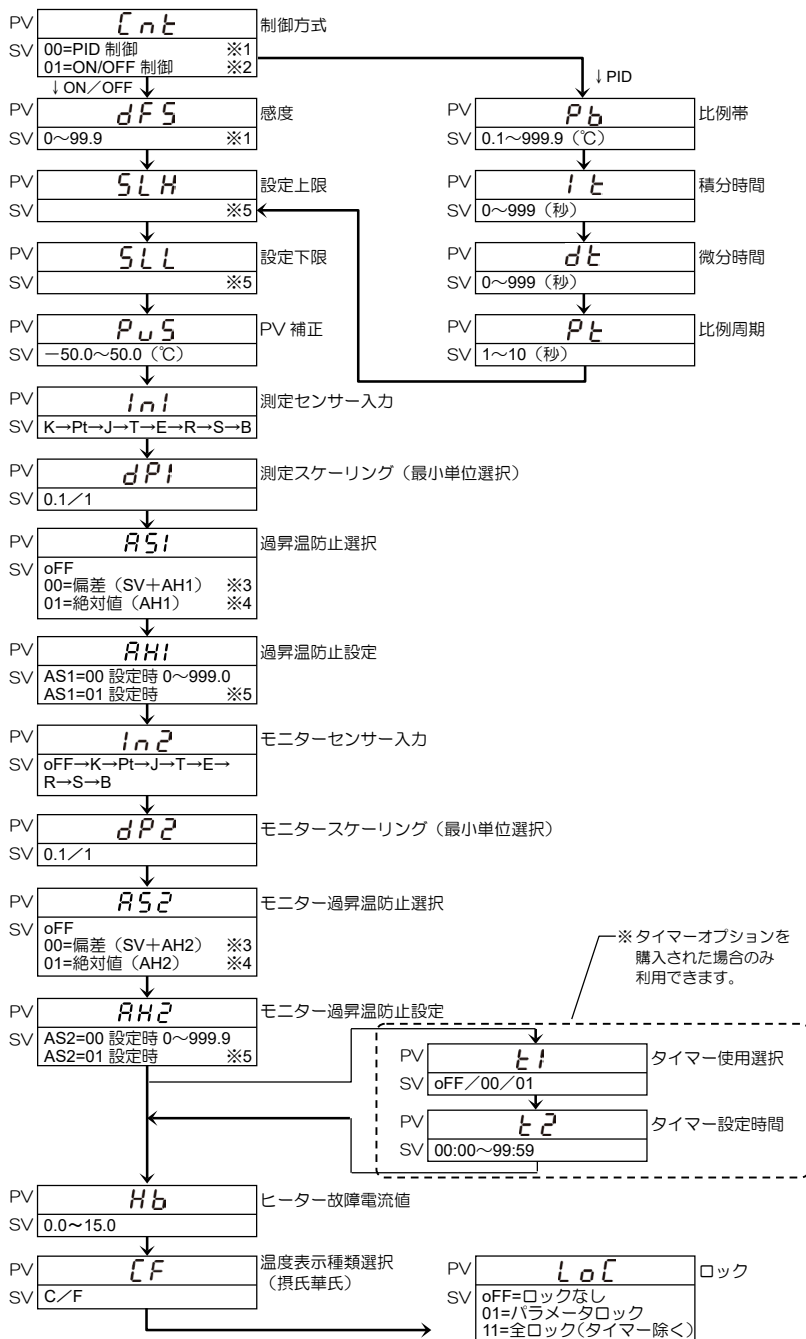 PV Cnt 制御方式
SV 00=PID 制御 ※1
01=ON/OFF 制御 ※2
↓ON／OFF
↓PID
PV dFS 感度
SV 0～99.9 ※1
PV Pb 比例帯
SV 0.1～999.9（℃）
PV SLH 設定上限
SV ※5
PV It 積分時間
SV 0～999（秒）
PV SLL 設定下限
SV ※5
PV dt 微分時間
SV 0～999（秒）
PV PuS PV 補正
SV －50.0～50.0（℃）
PV Pt 比例周期
SV 1～10（秒）
PV In1 測定センサー入力
SV K→Pt→J→T→E→R→S→B
PV dP1 測定スケーリング（最小単位選択）
SV 0.1／1
PV AS1 過昇温防止選択
SV oFF
00=偏差（SV＋AH1） ※3
01=絶対値（AH1） ※4
PV AH1 過昇温防止設定
SV AS1=00 設定時 0～999.0
AS1=01 設定時 ※5
PV In2 モニターセンサー入力
SV oFF→K→Pt→J→T→E→
R→S→B
PV dP2 モニタースケーリング（最小単位選択）
SV 0.1／1
PV AS2 モニター過昇温防止選択
SV oFF
00=偏差（SV＋AH2） ※3
01=絶対値（AH2） ※4
※タイマーオプションを
購入された場合のみ
利用できます。
PV AH2 モニター過昇温防止設定
SV AS2=00 設定時 0～999.9
AS2=01 設定時 ※5
PV t1 タイマー使用選択
SV oFF／00／01
PV t2 タイマー設定時間
SV 00:00～99:59
PV Hb ヒーター故障電流値
SV 0.0～15.0
PV CF 温度表示種類選択
（摂氏華氏）
SV C／F
PV LoC ロック
SV oFF=ロックなし
01=パラメータロック
11=全ロック(タイマー除く)